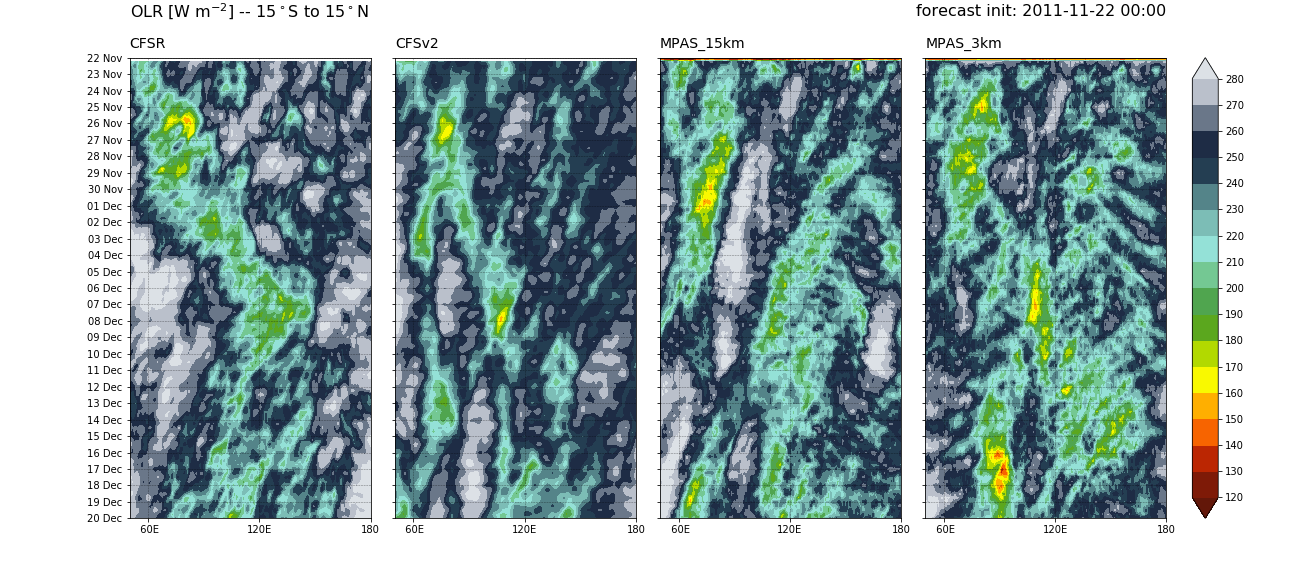 OLR [W m⁻²] -- 15°S to 15°N
forecast init: 2011-11-22 00:00
CFSR
CFSv2
MPAS_15km
MPAS_3km
22 Nov
23 Nov
24 Nov
25 Nov
26 Nov
27 Nov
28 Nov
29 Nov
30 Nov
01 Dec
02 Dec
03 Dec
04 Dec
05 Dec
06 Dec
07 Dec
08 Dec
09 Dec
10 Dec
11 Dec
12 Dec
13 Dec
14 Dec
15 Dec
16 Dec
17 Dec
18 Dec
19 Dec
20 Dec
60E 120E 180
60E 120E 180
60E 120E 180
60E 120E 180
280
270
260
250
240
230
220
210
200
190
180
170
160
150
140
130
120